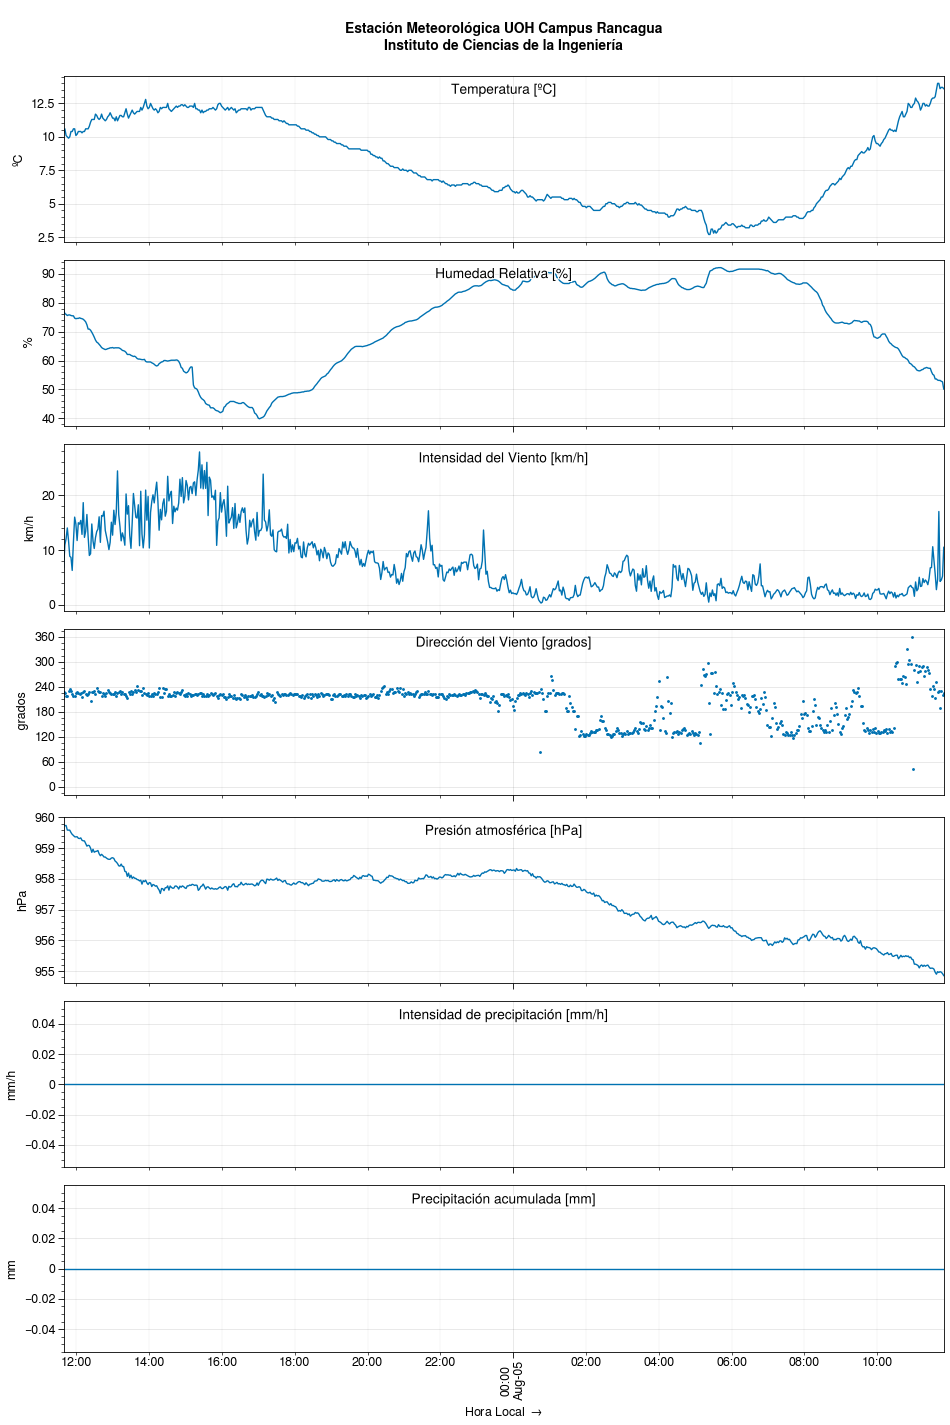 Estación Meteorológica UOH Campus Rancagua
Instituto de Ciencias de la Ingeniería
Temperatura [ºC]
ºC
12.5
10
7.5
5
2.5
Humedad Relativa [%]
%
90
80
70
60
50
40
Intensidad del Viento [km/h]
km/h
20
10
0
Dirección del Viento [grados]
grados
360
300
240
180
120
60
0
Presión atmosférica [hPa]
hPa
960
959
958
957
956
955
Intensidad de precipitación [mm/h]
mm/h
0.04
0.02
0
−0.02
−0.04
Precipitación acumulada [mm]
mm
0.04
0.02
0
−0.02
−0.04
12:00 14:00 16:00 18:00 20:00 22:00 00:00 02:00 04:00 06:00 08:00 10:00
Aug-05
Hora Local →